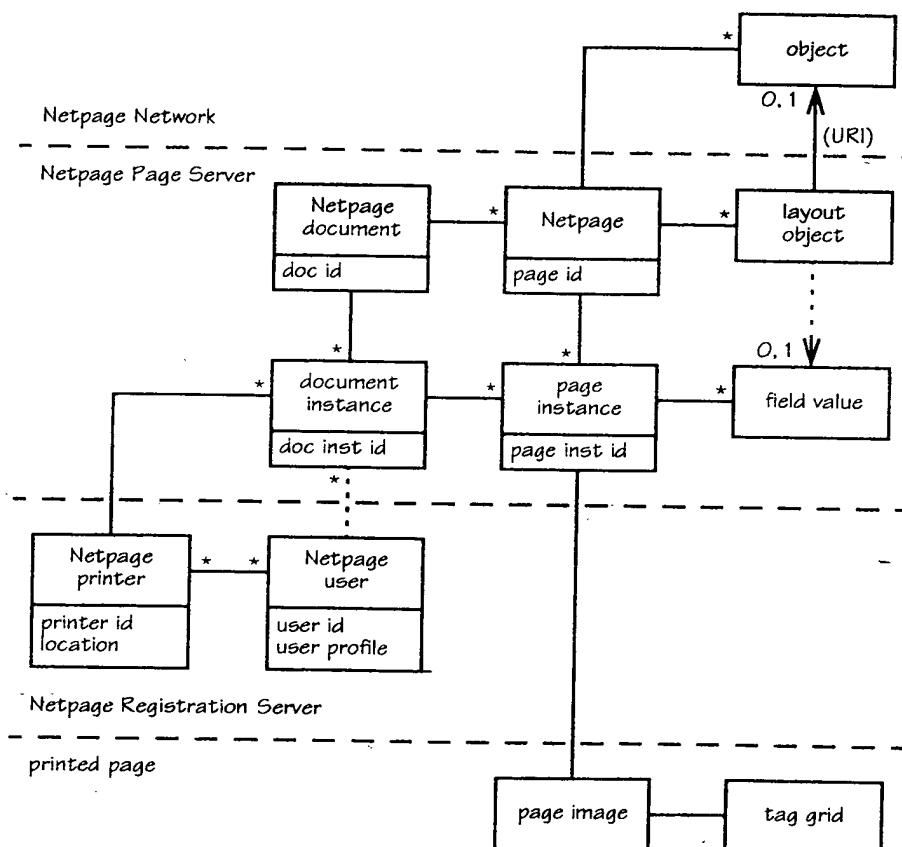 *
object
0,1
(URI)
Netpage Network
Netpage Page Server
Netpage
document
doc id
*
Netpage
page id
*
layout
object
*
*
0,1
*
document
instance
doc inst id
*
page
instance
page inst id
*
field value
*
Netpage
printer
printer id
location
*
*
Netpage
user
user id
user profile
Netpage Registration Server
printed page
page image
tag grid